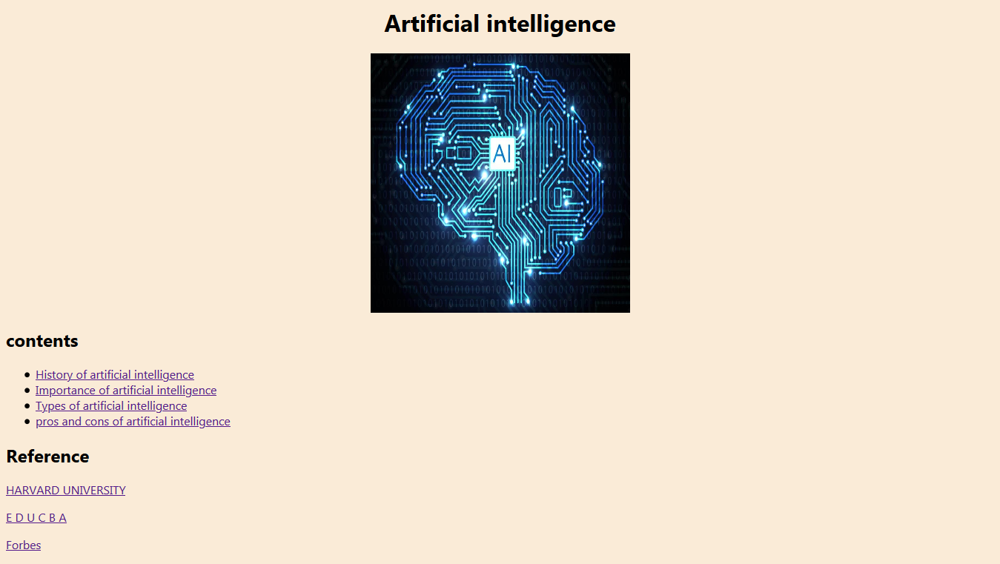 Artificial intelligence
AI
contents
History of artificial intelligence
Importance of artificial intelligence
Types of artificial intelligence
pros and cons of artificial intelligence
Reference
HARVARD UNIVERSITY
E D U C B A
Forbes